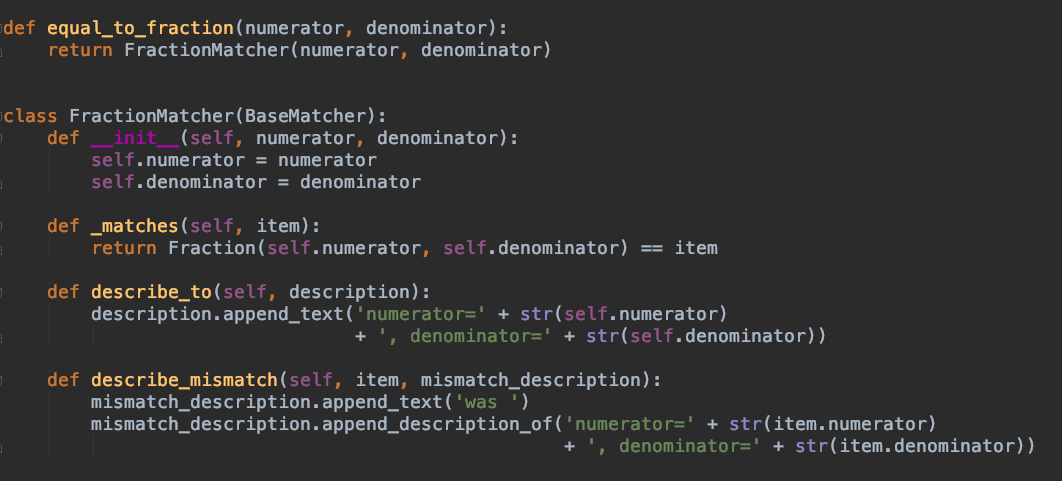 def equal_to_fraction(numerator, denominator):
    return FractionMatcher(numerator, denominator)
class FractionMatcher(BaseMatcher):
    def __init__(self, numerator, denominator):
        self.numerator = numerator
        self.denominator = denominator
    def _matches(self, item):
        return Fraction(self.numerator, self.denominator) == item
    def describe_to(self, description):
        description.append_text('numerator=' + str(self.numerator)
                                + ', denominator=' + str(self.denominator))
    def describe_mismatch(self, item, mismatch_description):
        mismatch_description.append_text('was ')
        mismatch_description.append_description_of('numerator=' + str(item.numerator)
                                                   + ', denominator=' + str(item.denominator))